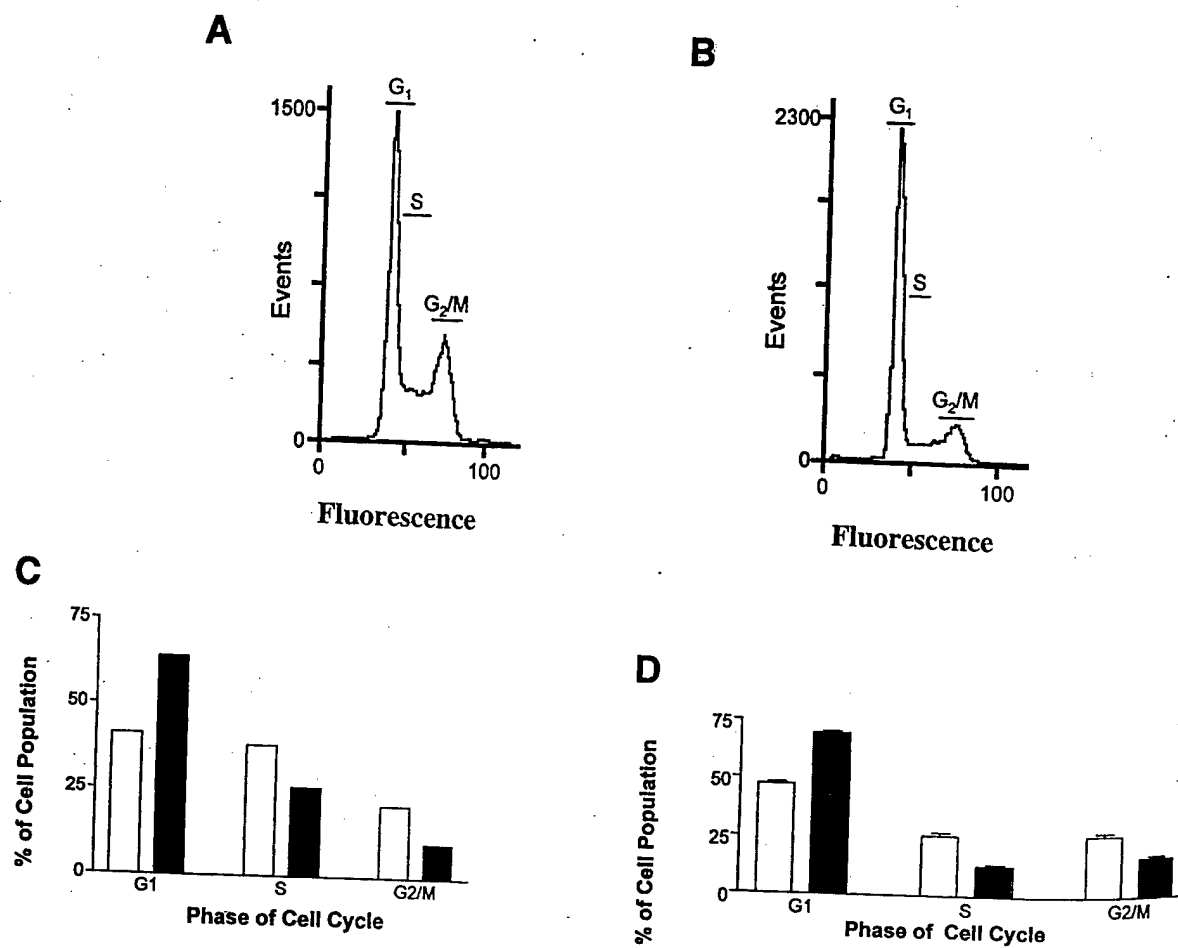 A
1500
G1
S
G2/M
Events
0
0
100
Fluorescence
B
2300
G1
S
G2/M
Events
0
0
100
Fluorescence
C
75
50
25
0
% of Cell Population
G1
S
G2/M
Phase of Cell Cycle
D
75
50
25
0
% of Cell Population
G1
S
G2/M
Phase of Cell Cycle